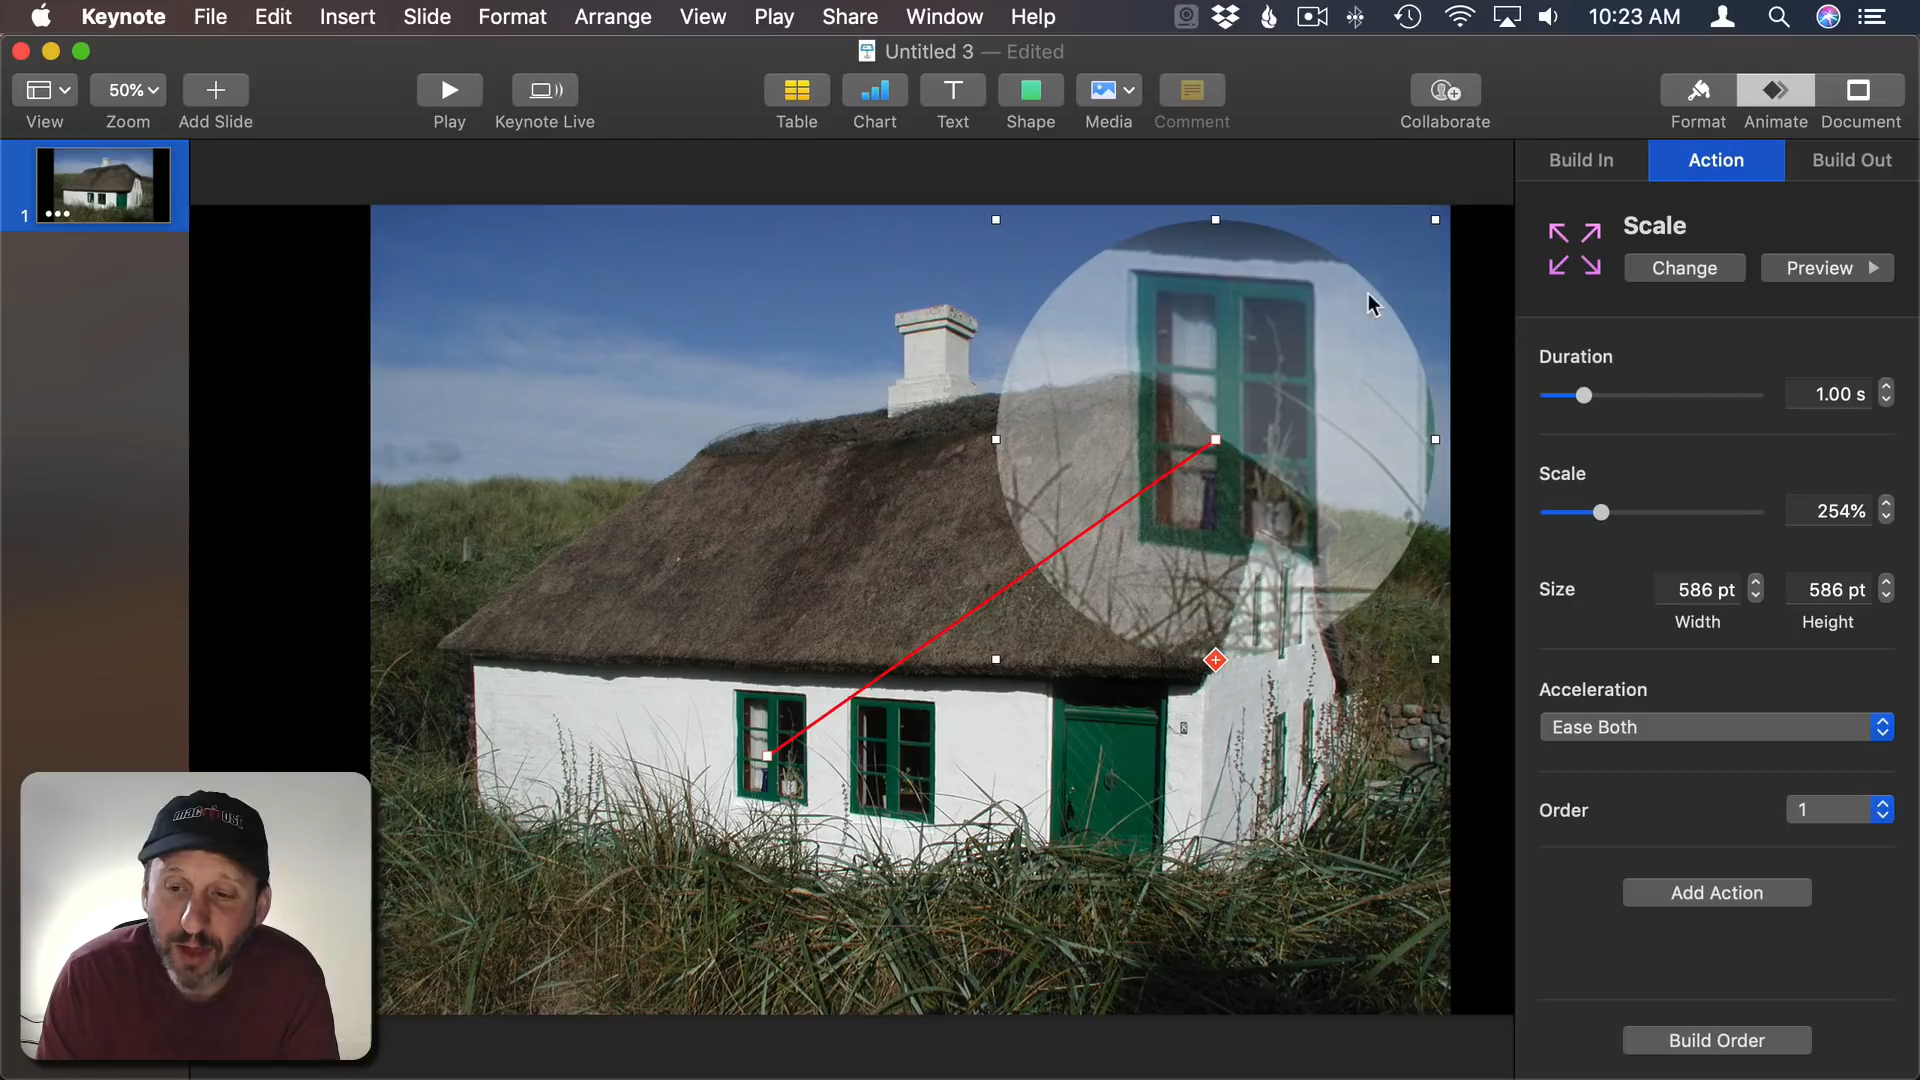 Keynote File Edit Insert Slide Format Arrange View Play Share Window Help 10:23 AM
Untitled 3 — Edited
50%
View Zoom Add Slide Play Keynote Live Table Chart Text Shape Media Comment Collaborate Format Animate Document
1
Build In Action Build Out
Scale
Change Preview
Duration
1.00 s
Scale
254%
Size 586 pt 586 pt
Width Height
Acceleration
Ease Both
Order 1
Add Action
Build Order